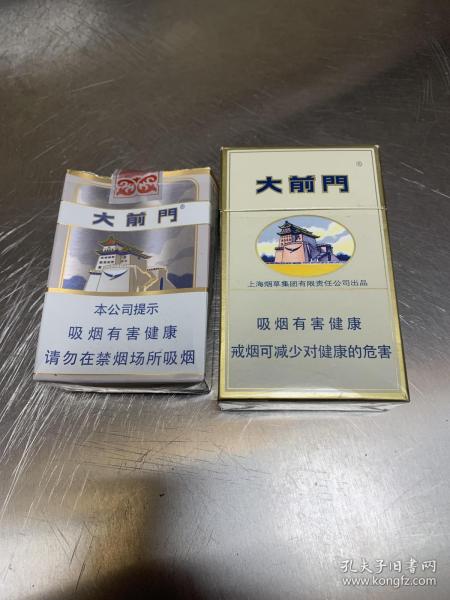 大前門®
本公司提示
吸烟有害健康
请勿在禁烟场所吸烟
®
大前門
上海烟草集团有限责任公司出品
吸烟有害健康
戒烟可减少对健康的危害
孔夫子旧书网
www.kongfz.com